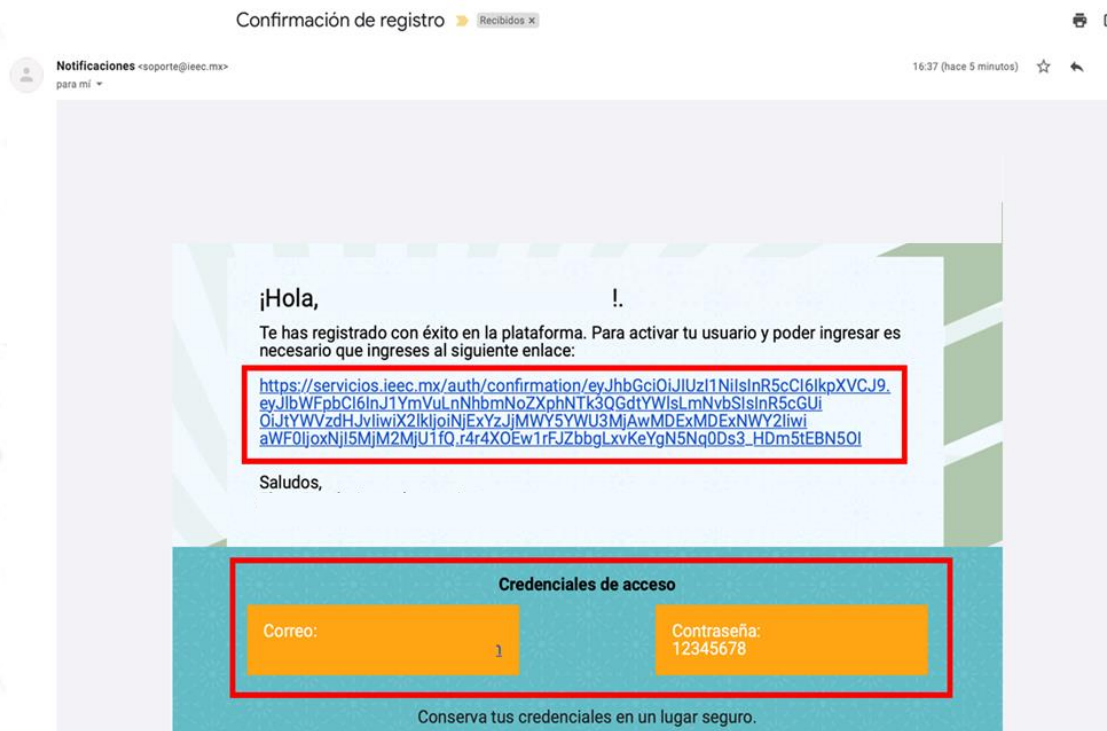 Confirmación de registro Recibidos x
Notificaciones <soporte@ieec.mx>
16:37 (hace 5 minutos)
para mí
¡Hola, !.
Te has registrado con éxito en la plataforma. Para activar tu usuario y poder ingresar es
necesario que ingreses al siguiente enlace:
https://servicios.ieec.mx/auth/confirmation/eyJhbGciOiJIUzI1NiIsInR5cCI6IkpXVCJ9.
eyJlbWFpbCI6InJ1YmVuLnNhbmNoZXphNTk3QGdtYWlsLmNvbSIsInR5cGUi
OiJtYWVzdHJvIiwiX2lkIjoiNjExYzJjMWY5YWU3MjAwMDExMDExNWY2Iiwi
aWF0IjoxNjI5MjM2MjU1fQ.r4r4XOEw1rFJZbbgLxvKeYgN5Nq0Ds3_HDm5tEBN5OI
Saludos,
Credenciales de acceso
Correo:
Contraseña:
12345678
Conserva tus credenciales en un lugar seguro.